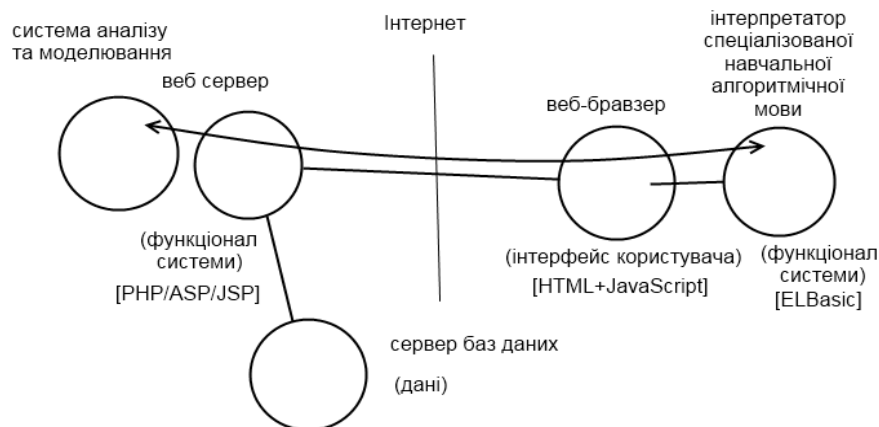 система аналізу
та моделювання
веб сервер
Інтернет
веб-бравзер
інтерпретатор
спеціалізованої
навчальної
алгоритмічної
мови
(функціонал
системи)
[PHP/ASP/JSP]
(інтерфейс користувача)
[HTML+JavaScript]
(функціонал
системи)
[ELBasic]
сервер баз даних
(дані)